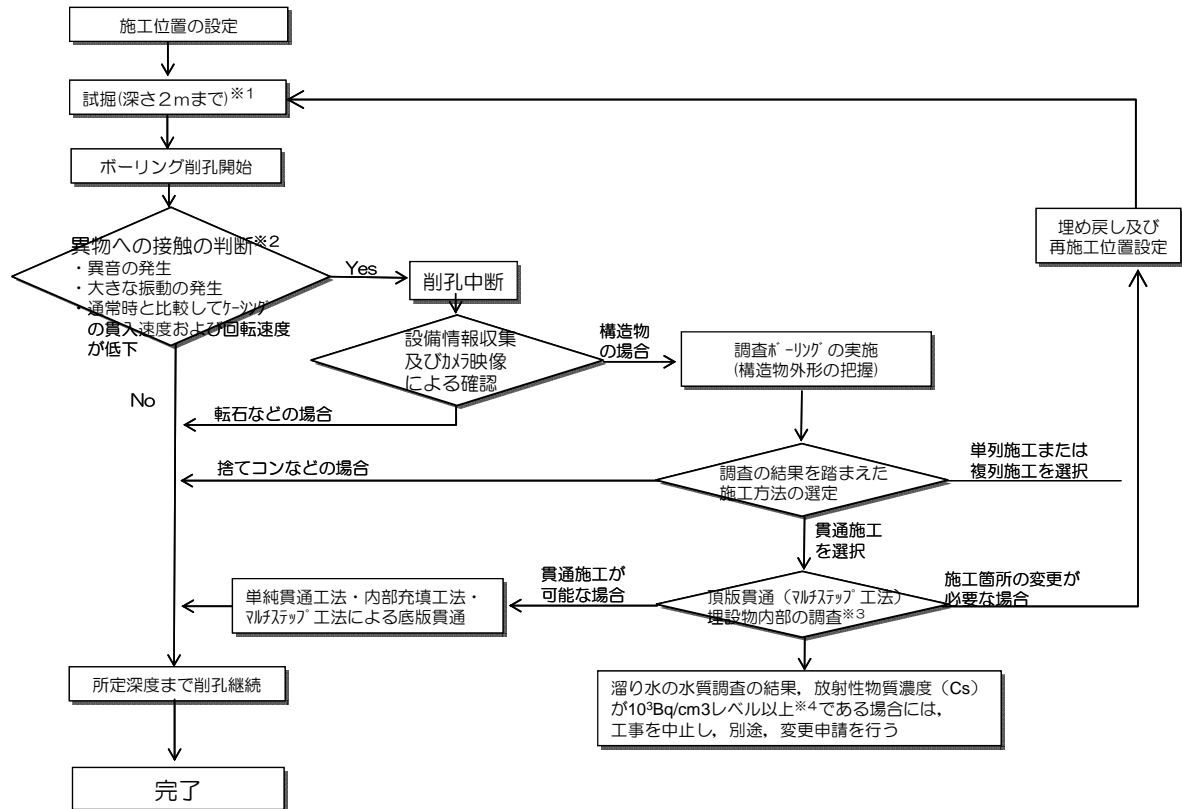 施工位置の設定
試掘(深さ２ｍまで)※1
ボーリング削孔開始
異物への接触の判断※2
・異音の発生
・大きな振動の発生
・通常時と比較してｹｰｼﾝｸﾞ
の貫入速度および回転速度
が低下
Yes
No
削孔中断
設備情報収集
及びｶﾒﾗ映像
による確認
構造物
の場合
転石などの場合
調査ﾎﾞｰﾘﾝｸﾞの実施
(構造物外形の把握)
埋め戻し及び
再施工位置設定
捨てコンなどの場合
調査の結果を踏まえた
施工方法の選定
単列施工または
複列施工を選択
貫通施工
を選択
単純貫通工法・内部充填工法・
ﾏﾙﾁｽﾃｯﾌﾟ工法による底版貫通
貫通施工が
可能な場合
頂版貫通（ﾏﾙﾁｽﾃｯﾌﾟ工法）
埋設物内部の調査※3
施工箇所の変更が
必要な場合
所定深度まで削孔継続
溜り水の水質調査の結果，放射性物質濃度（Cs）
が10³Bq/cm3レベル以上※4である場合には，
工事を中止し，別途，変更申請を行う
完了